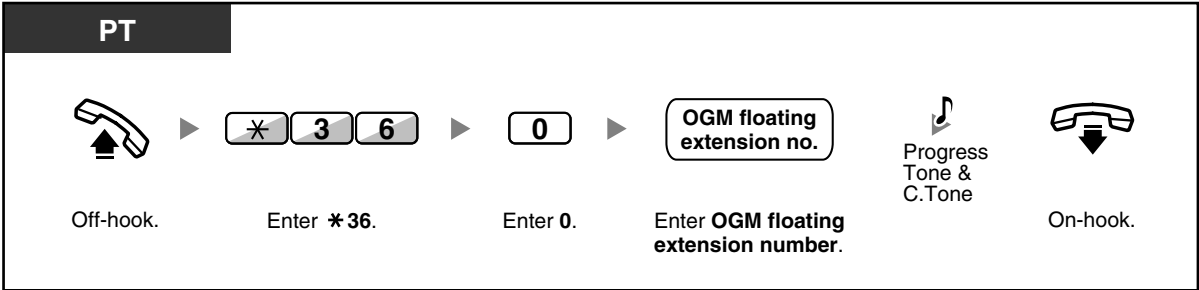 PT
✳ 3 6
0
OGM floating
extension no.
Progress
Tone &
C.Tone
Off-hook.
Enter ✳36.
Enter 0.
Enter OGM floating
extension number.
On-hook.